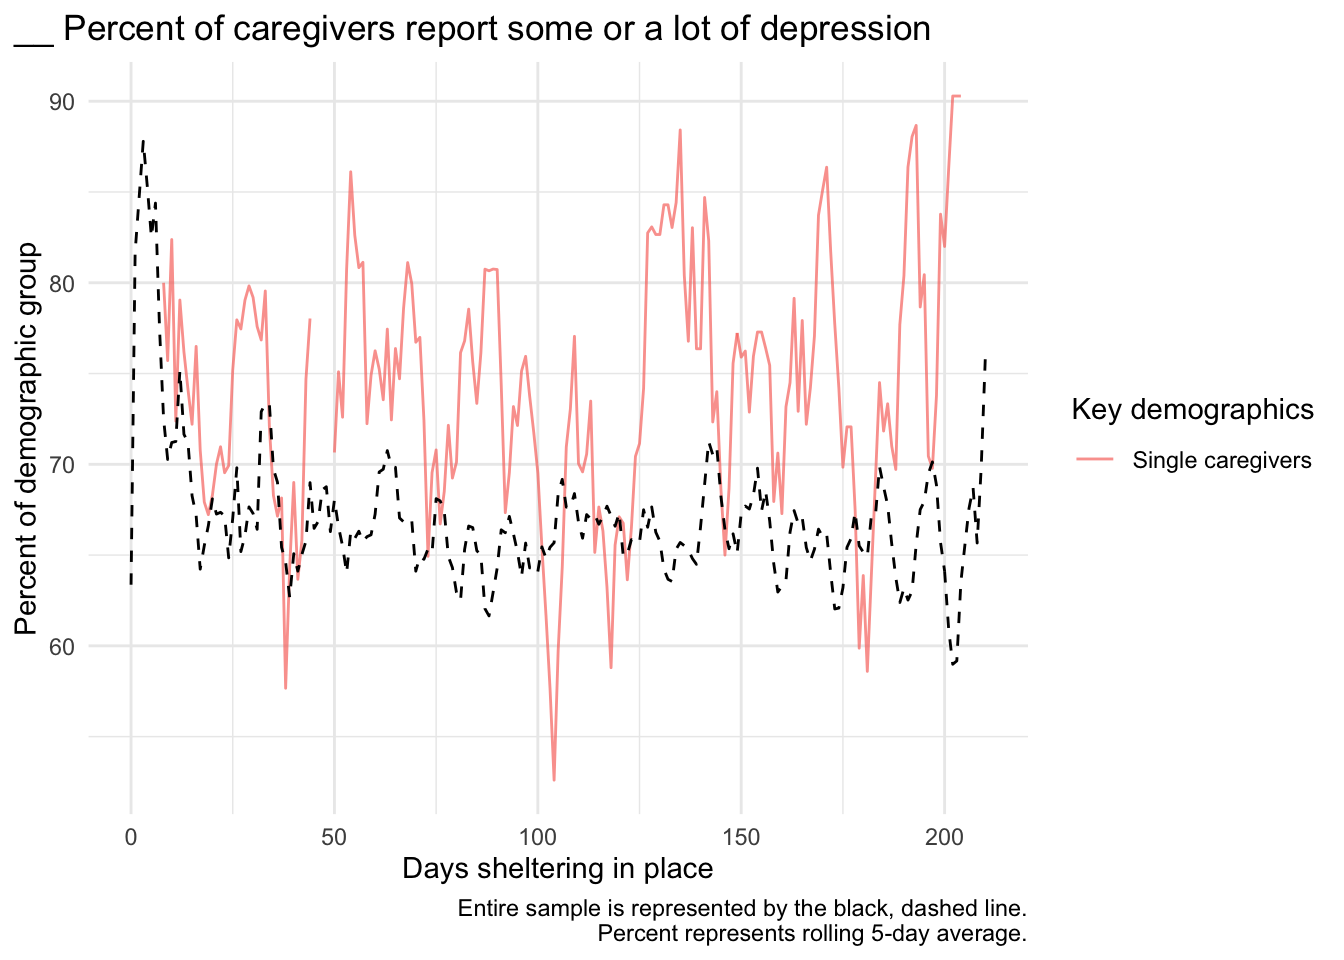 __ Percent of caregivers report some or a lot of depression
Percent of demographic group
90
80
70
60
0
50
100
150
200
Days sheltering in place
Key demographics
Single caregivers
Entire sample is represented by the black, dashed line.
Percent represents rolling 5-day average.